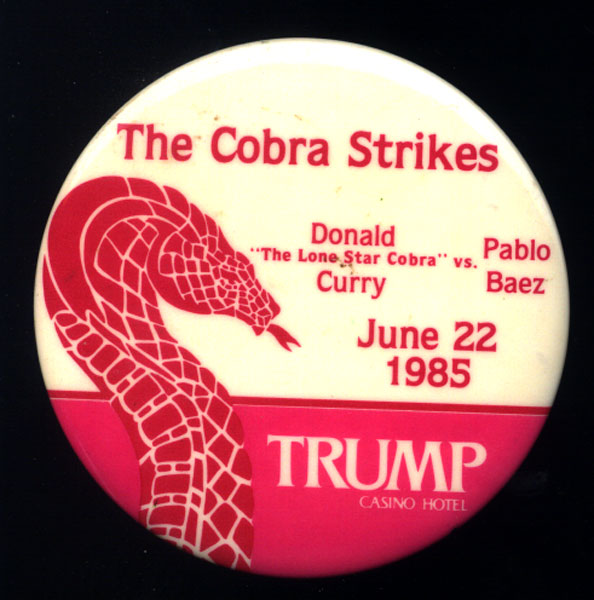 The Cobra Strikes
Donald
"The Lone Star Cobra" vs.
Curry
Pablo
Baez
June 22
1985
TRUMP
CASINO HOTEL